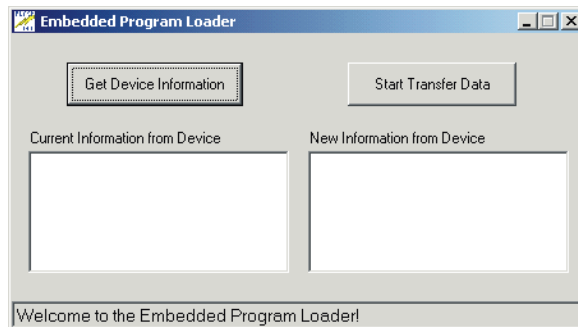 Embedded Program Loader
Get Device Information
Start Transfer Data
Current Information from Device
New Information from Device
Welcome to the Embedded Program Loader!